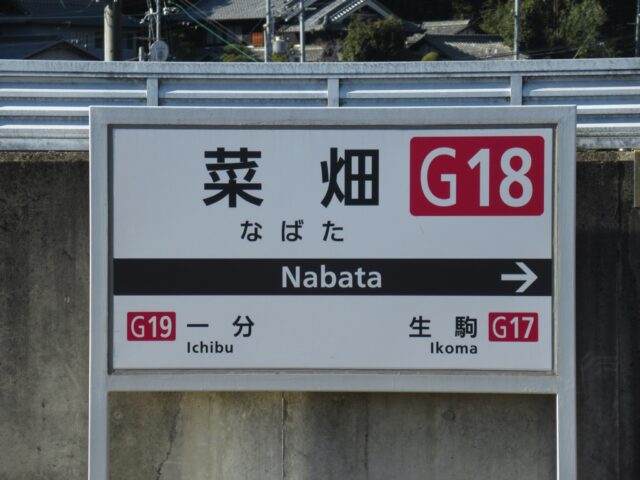 菜畑 G18
なばた
Nabata →
G19 一分 生駒 G17
Ichibu Ikoma